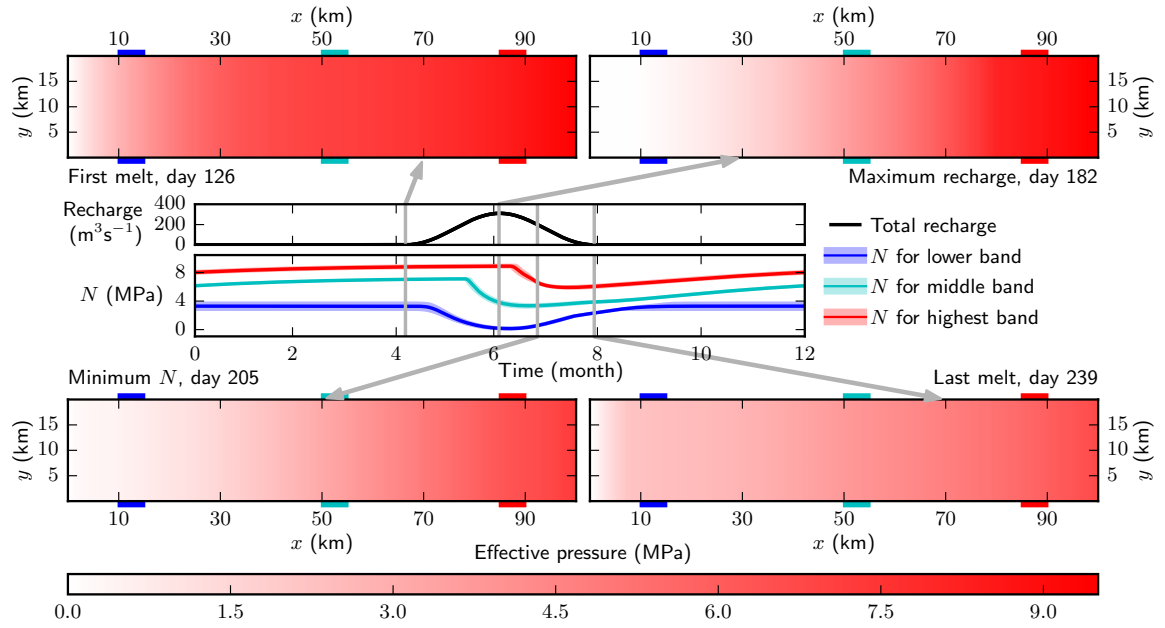 x (km)
x (km)
10 30 50 70 90
10 30 50 70 90
y (km)
15
10
5
15
10
5
y (km)
First melt, day 126
Maximum recharge, day 182
Recharge
(m³s⁻¹)
400
200
0
Total recharge
N (MPa)
8
4
0
N for lower band
N for middle band
N for highest band
0 2 4 6 8 10 12
Time (month)
Minimum N, day 205
Last melt, day 239
y (km)
15
10
5
15
10
5
y (km)
10 30 50 70 90
10 30 50 70 90
x (km)
x (km)
Effective pressure (MPa)
0.0 1.5 3.0 4.5 6.0 7.5 9.0